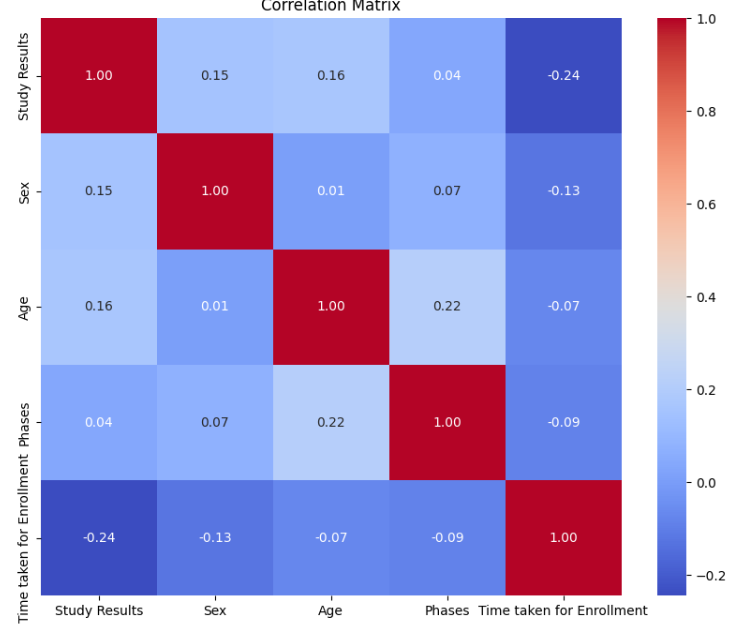 Correlation Matrix
Study Results
1.00
0.15
0.16
0.04
-0.24
Sex
0.15
1.00
0.01
0.07
-0.13
Age
0.16
0.01
1.00
0.22
-0.07
Phases
0.04
0.07
0.22
1.00
-0.09
Time taken for Enrollment
-0.24
-0.13
-0.07
-0.09
1.00
Study Results
Sex
Age
Phases
Time taken for Enrollment
1.0
0.8
0.6
0.4
0.2
0.0
−0.2